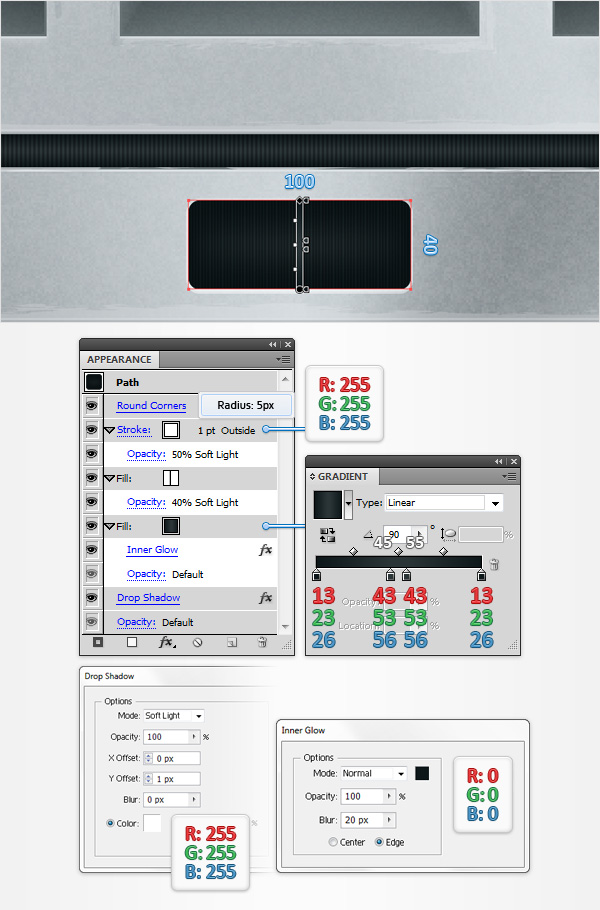 100
40
APPEARANCE
Path
Round Corners
Radius: 5px
Stroke: 1 pt Outside
Opacity: 50% Soft Light
Fill:
Opacity: 40% Soft Light
Fill:
Inner Glow fx
Opacity: Default
Drop Shadow fx
Opacity: Default
fx
R: 255
G: 255
B: 255
GRADIENT
Type: Linear
90 °
%
45 55
13 43 43 13
Opacity: %
23 53 53 23
Location: %
26 56 56 26
Drop Shadow
Options
Mode: Soft Light
Opacity: 100 %
X Offset: 0 px
Y Offset: 1 px
Blur: 0 px
Color: %
R: 255
G: 255
B: 255
Inner Glow
Options
Mode: Normal
Opacity: 100 %
Blur: 20 px
Center Edge
R: 0
G: 0
B: 0